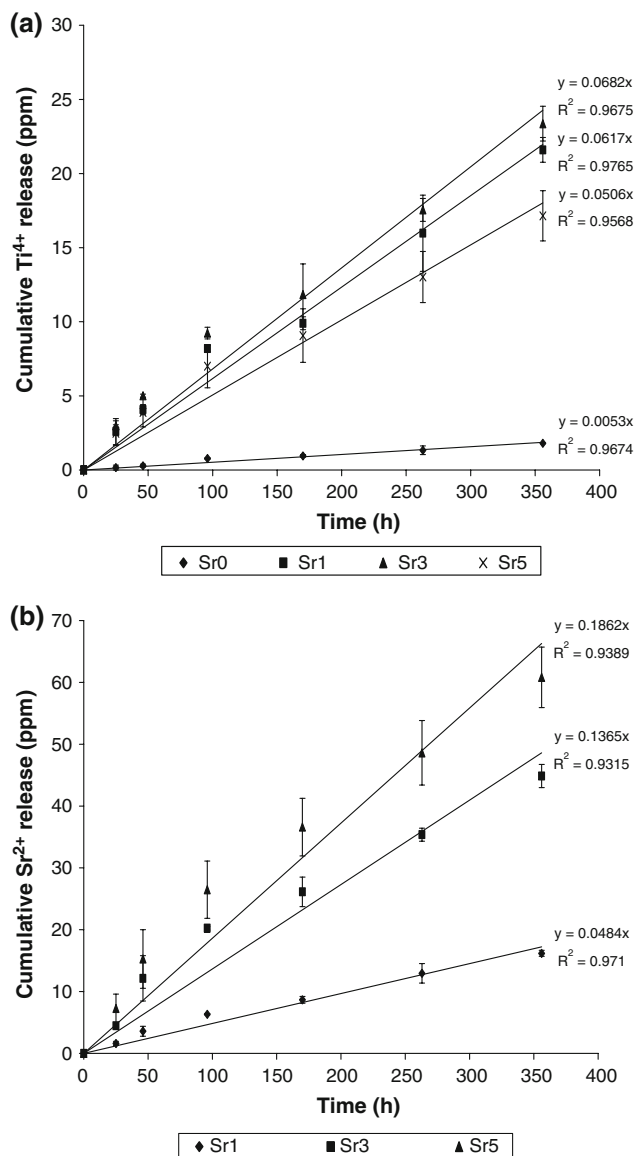 (a)
30
25
20
15
10
5
0
Cumulative Ti⁴⁺ release (ppm)
y = 0.0682x
R² = 0.9675
y = 0.0617x
R² = 0.9765
y = 0.0506x
R² = 0.9568
y = 0.0053x
R² = 0.9674
0 50 100 150 200 250 300 350 400
Time (h)
Sr0 Sr1 Sr3 Sr5
(b)
70
60
50
40
30
20
10
0
Cumulative Sr²⁺ release (ppm)
y = 0.1862x
R² = 0.9389
y = 0.1365x
R² = 0.9315
y = 0.0484x
R² = 0.971
0 50 100 150 200 250 300 350 400
Time (h)
Sr1 Sr3 Sr5